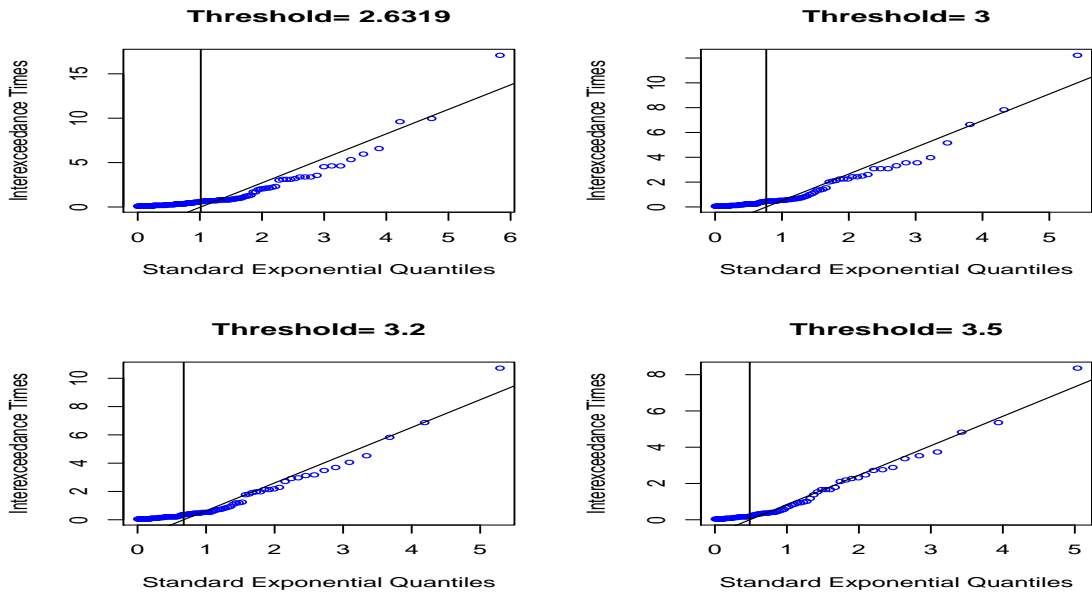 Threshold= 2.6319
Interexceedance Times
0 5 10 15
0 1 2 3 4 5 6
Standard Exponential Quantiles
Threshold= 3
Interexceedance Times
0 2 4 6 8 10
0 1 2 3 4 5
Standard Exponential Quantiles
Threshold= 3.2
Interexceedance Times
0 2 4 6 8 10
0 1 2 3 4 5
Standard Exponential Quantiles
Threshold= 3.5
Interexceedance Times
0 2 4 6 8
0 1 2 3 4 5
Standard Exponential Quantiles